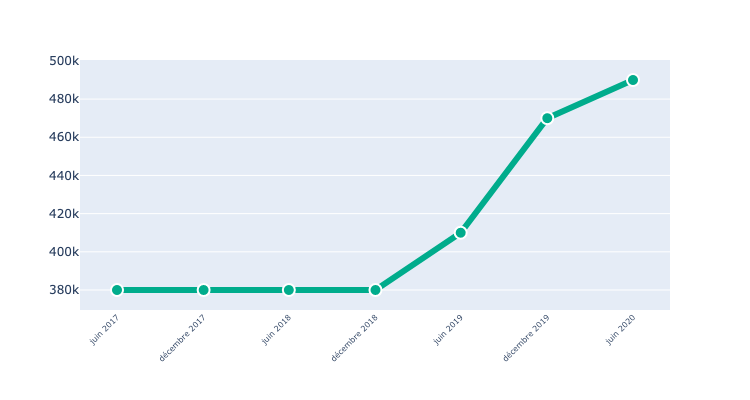 500k
480k
460k
440k
420k
400k
380k
juin 2017
décembre 2017
juin 2018
décembre 2018
juin 2019
décembre 2019
juin 2020